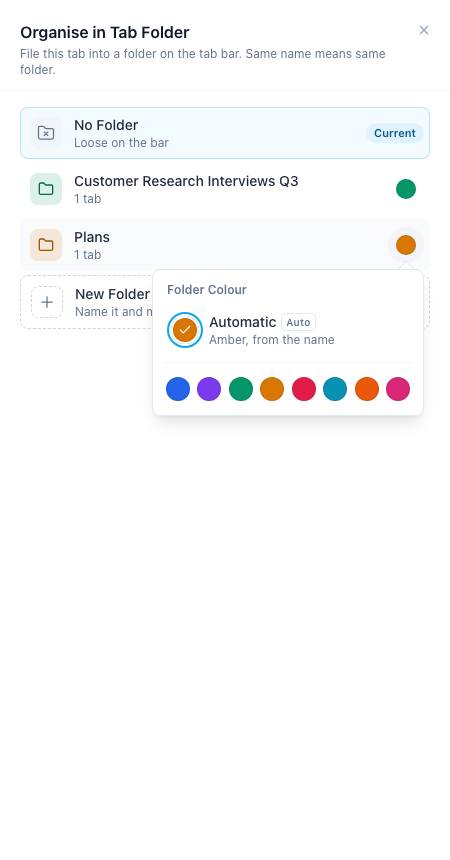 Organise in Tab Folder
File this tab into a folder on the tab bar. Same name means same
folder.
No Folder
Loose on the bar
Current
Customer Research Interviews Q3
1 tab
Plans
1 tab
New Folder
Name it and
Folder Colour
Automatic
Auto
Amber, from the name